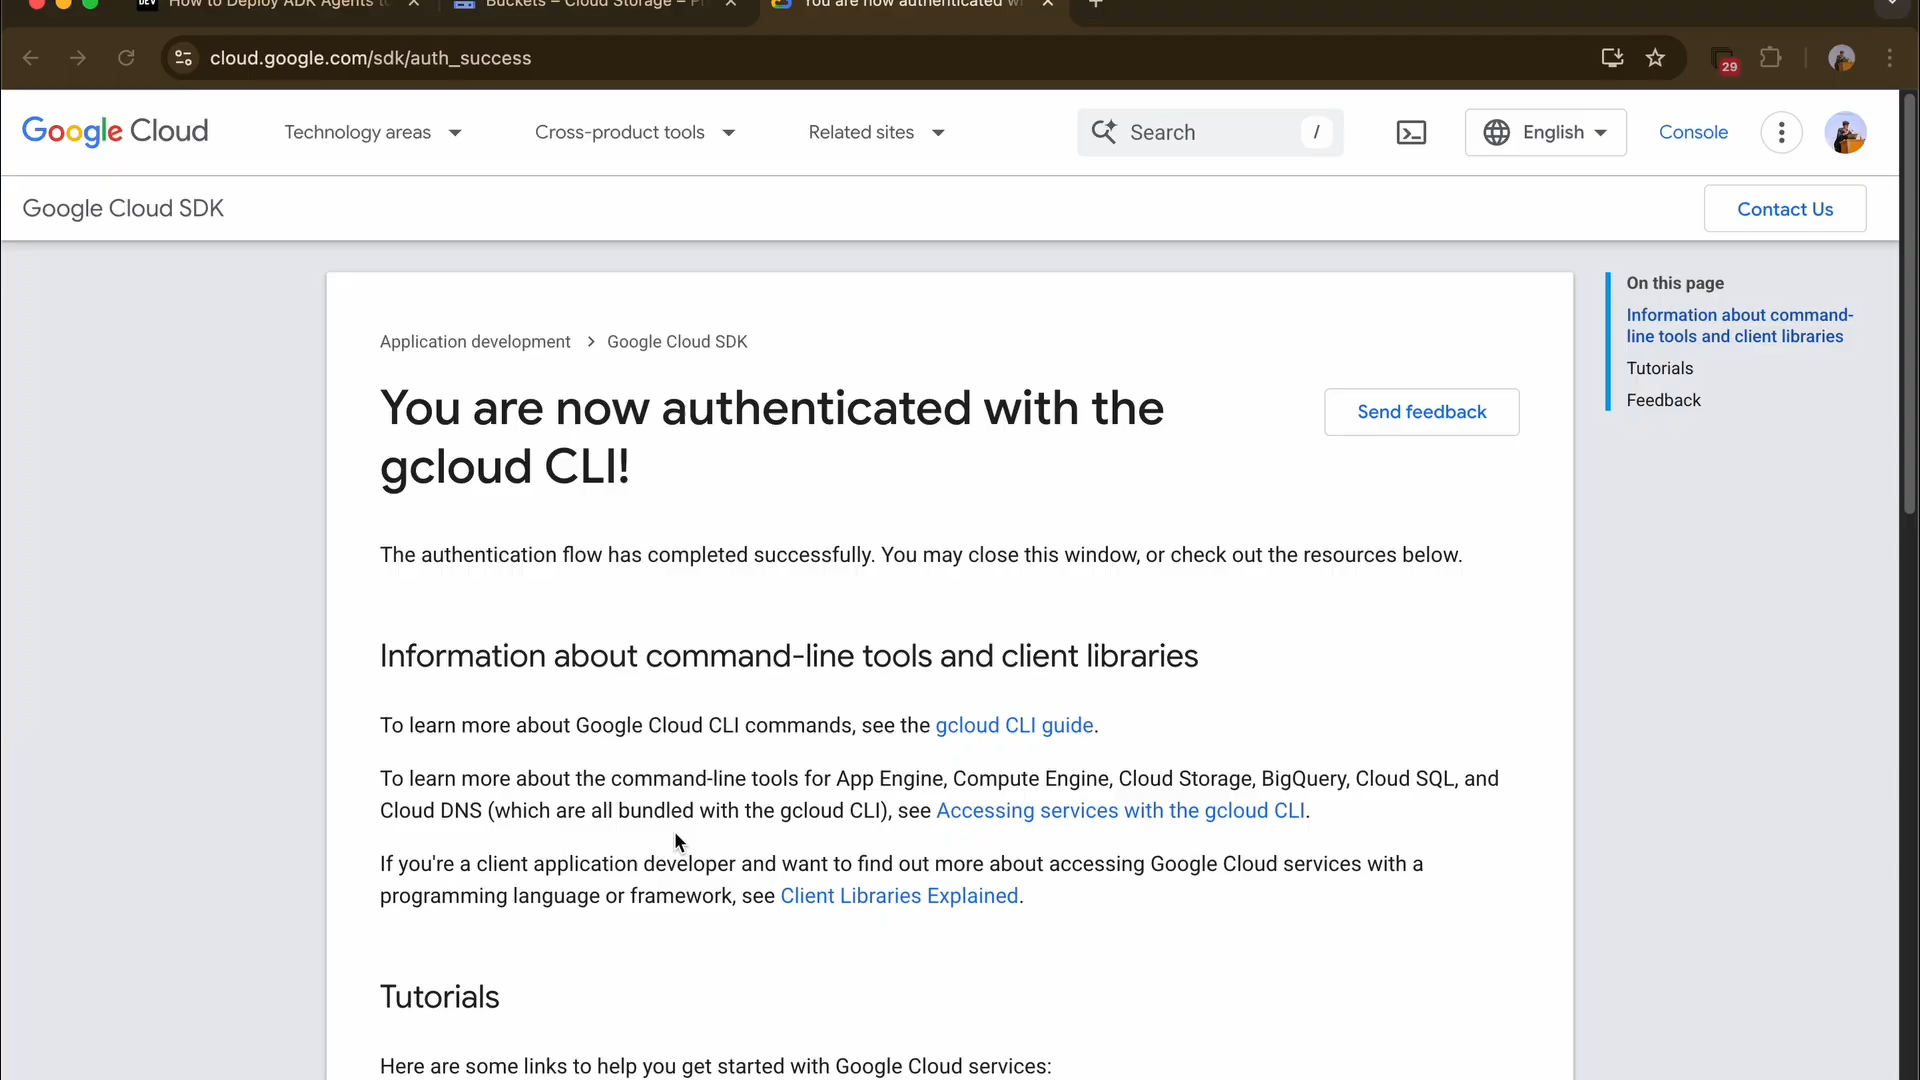 DEV How to Deploy ADK Agents to
Buckets – Cloud Storage –
You are now authenticated
cloud.google.com/sdk/auth_success
29
Google Cloud
Technology areas
Cross-product tools
Related sites
Search /
English
Console
Google Cloud SDK
Contact Us
Application development > Google Cloud SDK
You are now authenticated with the
gcloud CLI!
Send feedback
The authentication flow has completed successfully. You may close this window, or check out the resources below.
Information about command-line tools and client libraries
To learn more about Google Cloud CLI commands, see the gcloud CLI guide.
To learn more about the command-line tools for App Engine, Compute Engine, Cloud Storage, BigQuery, Cloud SQL, and
Cloud DNS (which are all bundled with the gcloud CLI), see Accessing services with the gcloud CLI.
If you're a client application developer and want to find out more about accessing Google Cloud services with a
programming language or framework, see Client Libraries Explained.
Tutorials
Here are some links to help you get started with Google Cloud services:
On this page
Information about command-
line tools and client libraries
Tutorials
Feedback